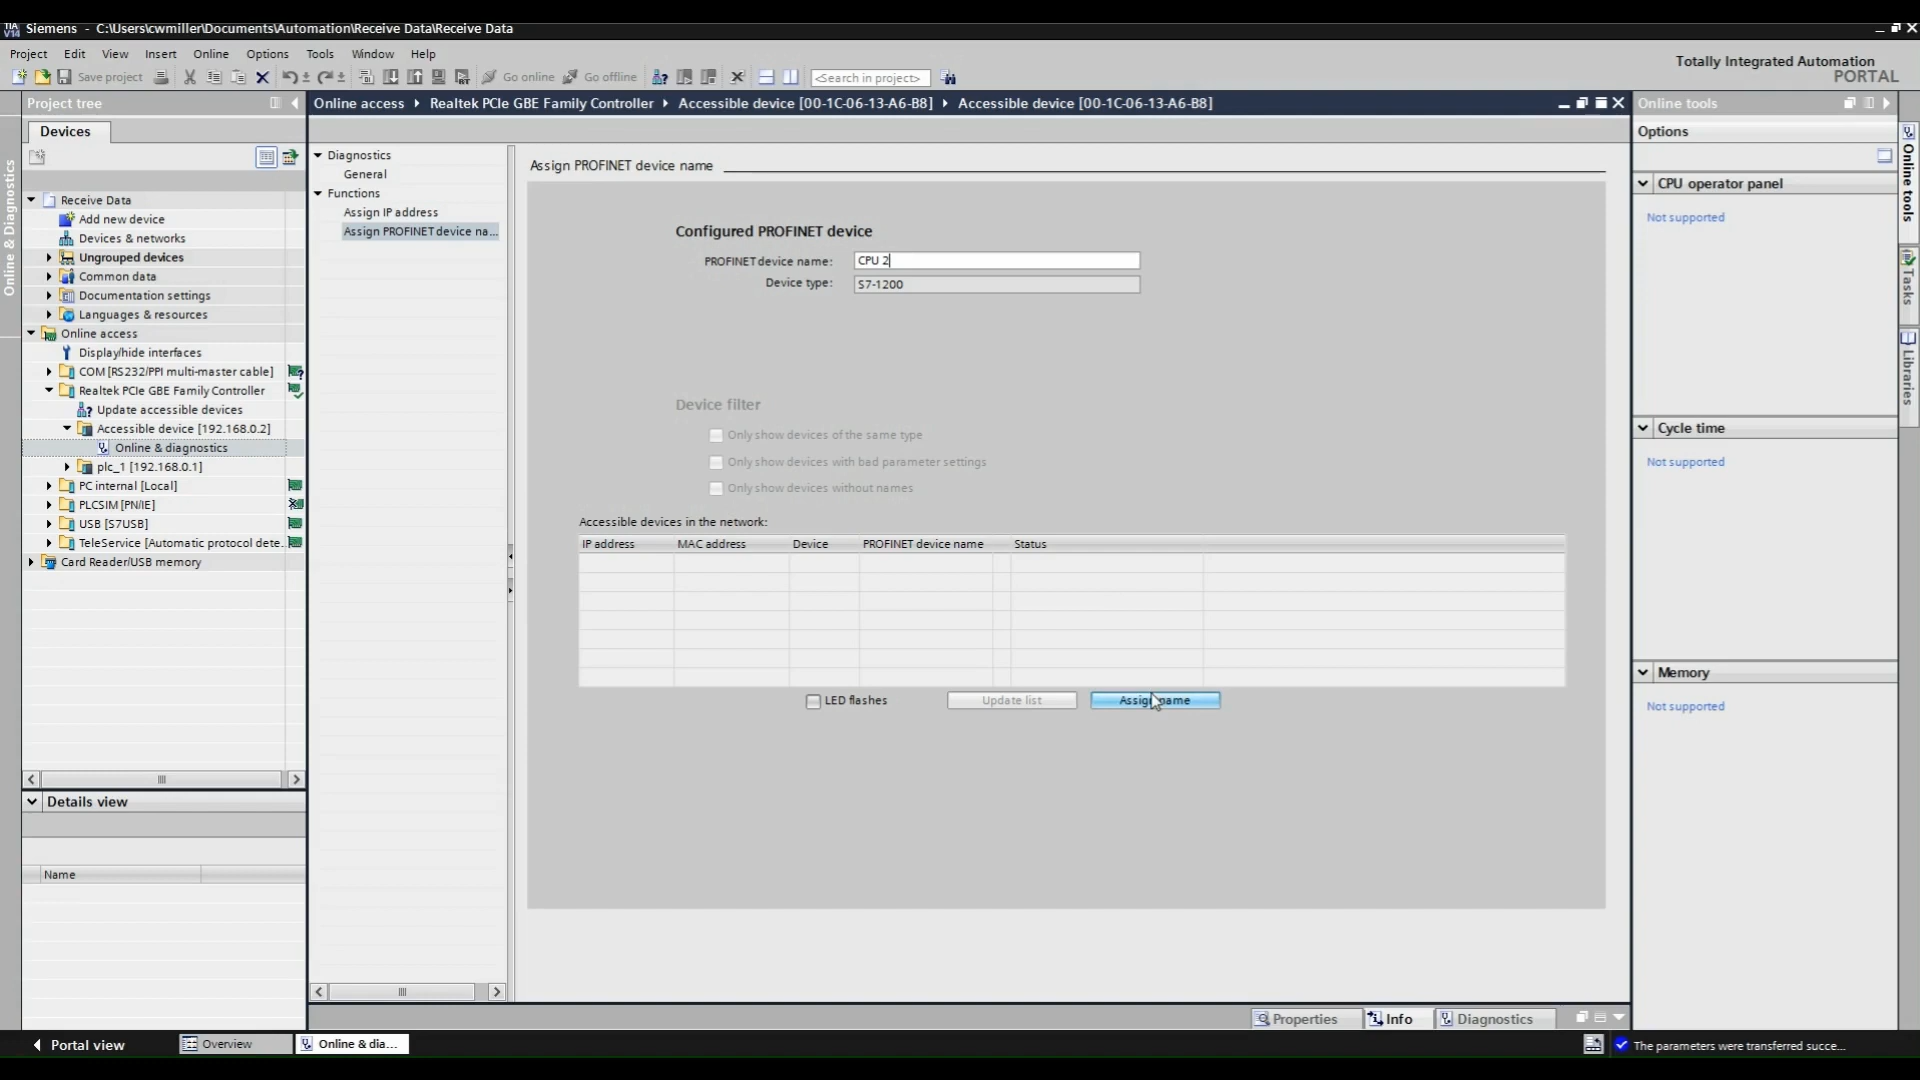 Siemens - C:\Users\cwmiller\Documents\Automation\Receive Data\Receive Data
Project Edit View Insert Online Options Tools Window Help
Totally Integrated Automation
PORTAL
Save project
Go online
Go offline
<Search in project>
Project tree
Online access Realtek PCIe GBE Family Controller Accessible device [00-1C-06-13-A6-B8] Accessible device [00-1C-06-13-A6-B8]
Online tools
Devices
Options
Online & Diagnostics
Receive Data
Add new device
Devices & networks
Ungrouped devices
Common data
Documentation settings
Languages & resources
Online access
Display/hide interfaces
COM [RS232/PPI multi-master cable]
Realtek PCIe GBE Family Controller
Update accessible devices
Accessible device [192.168.0.2]
Online & diagnostics
plc_1 [192.168.0.1]
PC internal [Local]
PLCSIM [PN/IE]
USB [S7USB]
TeleService [Automatic protocol dete.
Card Reader/USB memory
Details view
Name
Diagnostics
General
Functions
Assign IP address
Assign PROFINET device na...
Assign PROFINET device name
Configured PROFINET device
PROFINET device name: CPU 2
Device type: S7-1200
Device filter
Only show devices of the same type
Only show devices with bad parameter settings
Only show devices without names
Accessible devices in the network:
IP address MAC address Device PROFINET device name Status
LED flashes
Update list
Assign name
CPU operator panel
Not supported
Cycle time
Not supported
Memory
Not supported
Online tools
Tasks
Libraries
Properties
Info
Diagnostics
Portal view
Overview
Online & dia...
The parameters were transferred succe...